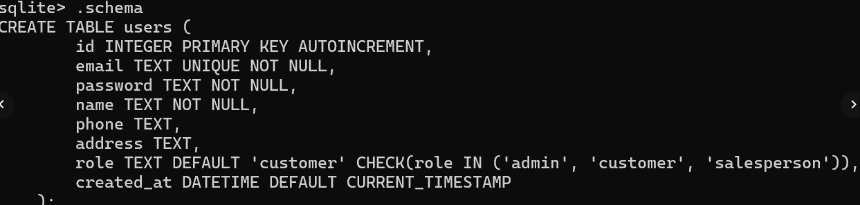 sqlite> .schema
CREATE TABLE users (
        id INTEGER PRIMARY KEY AUTOINCREMENT,
        email TEXT UNIQUE NOT NULL,
        password TEXT NOT NULL,
        name TEXT NOT NULL,
        phone TEXT,
        address TEXT,
        role TEXT DEFAULT 'customer' CHECK(role IN ('admin', 'customer', 'salesperson')),
        created_at DATETIME DEFAULT CURRENT_TIMESTAMP
    );